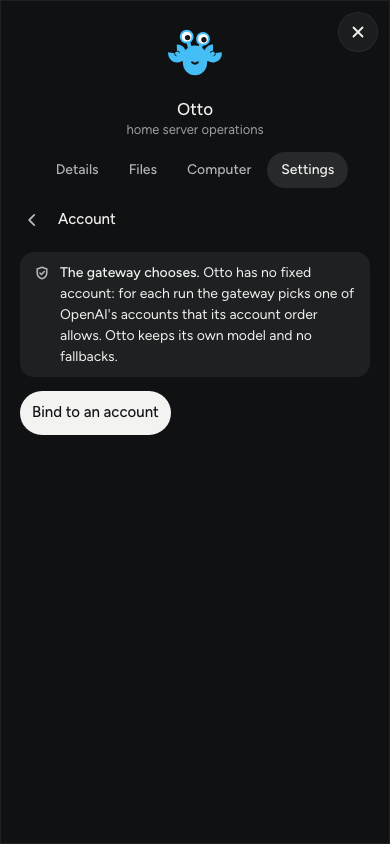 Otto
home server operations
Details Files Computer Settings
Account
The gateway chooses. Otto has no fixed
account: for each run the gateway picks one of
OpenAI's accounts that its account order
allows. Otto keeps its own model and no
fallbacks.
Bind to an account